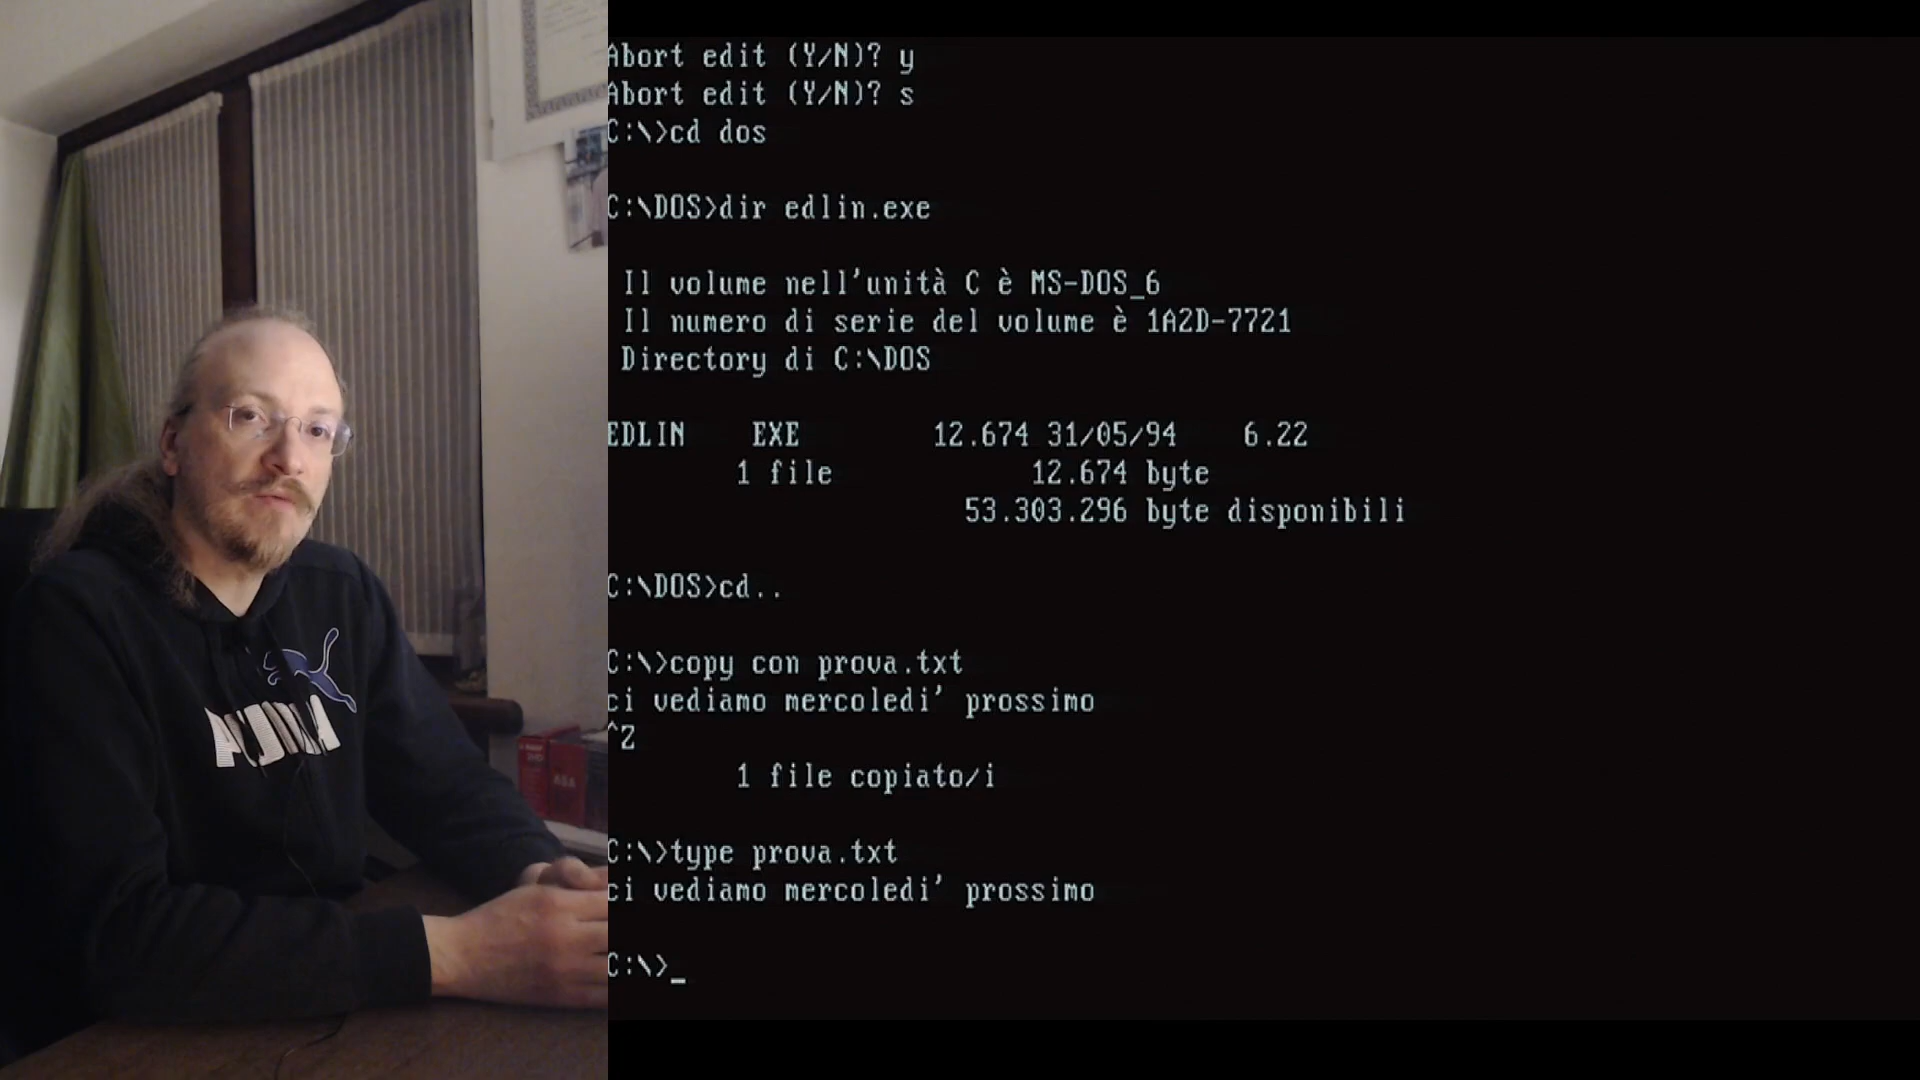 Abort edit (Y/N)? y
Abort edit (Y/N)? s
C:\>cd dos
C:\DOS>dir edlin.exe
Il volume nell'unità C è MS-DOS_6
Il numero di serie del volume è 1A2D-7721
Directory di C:\DOS
EDLIN    EXE        12.674 31/05/94    6.22
1 file        12.674 byte
53.303.296 byte disponibili
C:\DOS>cd..
C:\>copy con prova.txt
ci vediamo mercoledi' prossimo
^Z
1 file copiato/i
C:\>type prova.txt
ci vediamo mercoledi' prossimo
C:\>_